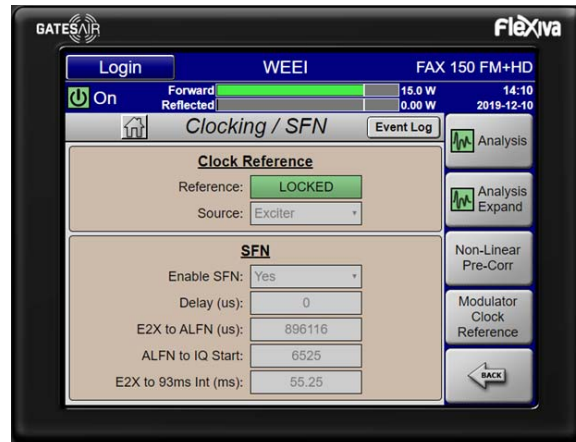 GATESAIR
Flexiva
Login WEEI FAX 150 FM+HD
On Forward 15.0 W 14:10
Reflected 0.00 W 2019-12-10
Clocking / SFN Event Log
Clock Reference
Reference: LOCKED
Source: Exciter
SFN
Enable SFN: Yes
Delay (us): 0
E2X to ALFN (us): 896116
ALFN to IQ Start: 6525
E2X to 93ms Int (ms): 55.25
Analysis
Analysis
Expand
Non-Linear
Pre-Corr
Modulator
Clock
Reference
BACK